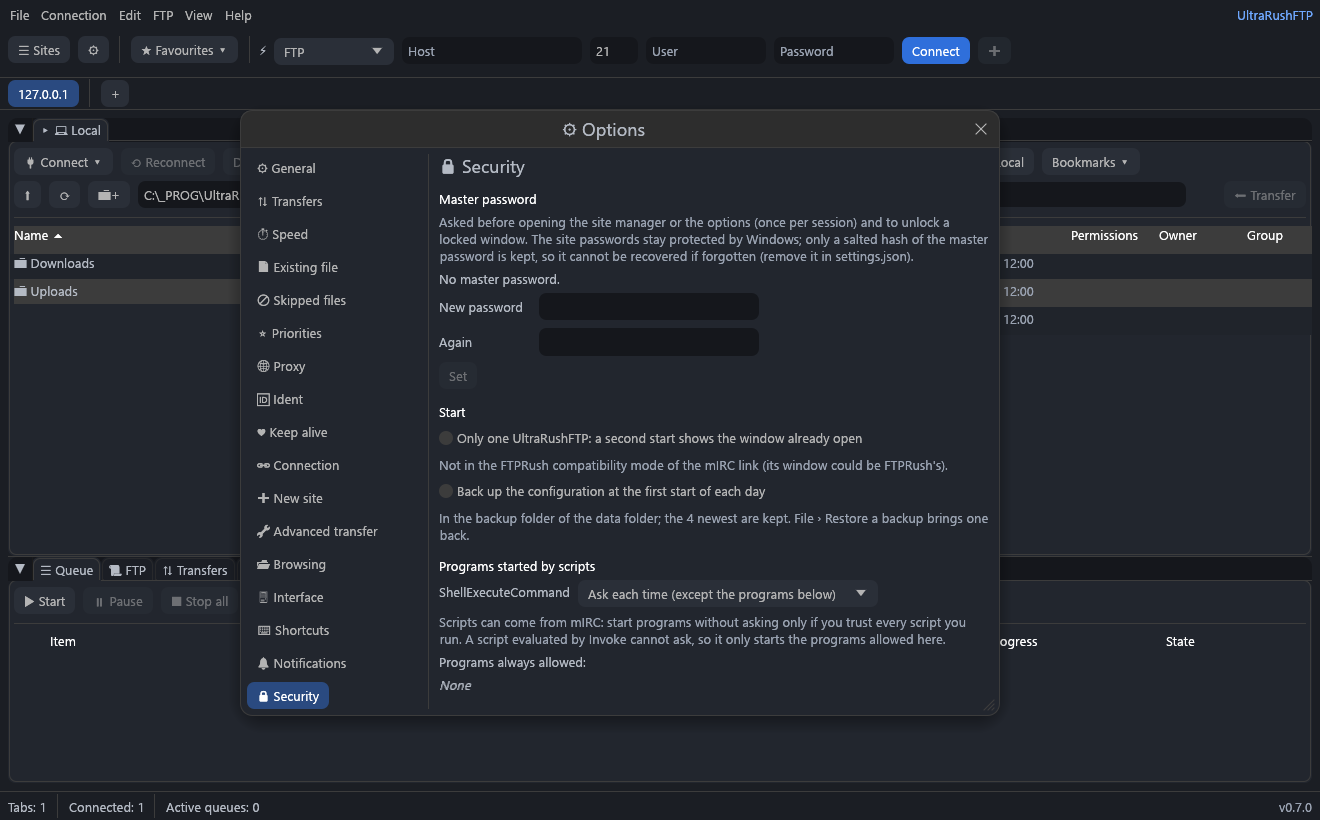 File Connection Edit FTP View Help UltraRushFTP
Sites Favourites FTP Host 21 User Password Connect +
127.0.0.1 +
Local
Options
Connect Reconnect D ocal Bookmarks
C:\_PROG\UltraR Transfer
Name Permissions Owner Group
Downloads 12:00
Uploads 12:00
12:00
General
Transfers
Speed
Existing file
Skipped files
Priorities
Proxy
Ident
Keep alive
Connection
New site
Advanced transfer
Browsing
Interface
Shortcuts
Notifications
Security
Security
Master password
Asked before opening the site manager or the options (once per session) and to unlock a
locked window. The site passwords stay protected by Windows; only a salted hash of the master
password is kept, so it cannot be recovered if forgotten (remove it in settings.json).
No master password.
New password
Again
Set
Start
Only one UltraRushFTP: a second start shows the window already open
Not in the FTPRush compatibility mode of the mIRC link (its window could be FTPRush's).
Back up the configuration at the first start of each day
In the backup folder of the data folder; the 4 newest are kept. File › Restore a backup brings one
back.
Programs started by scripts
ShellExecuteCommand Ask each time (except the programs below)
Scripts can come from mIRC: start programs without asking only if you trust every script you
run. A script evaluated by Invoke cannot ask, so it only starts the programs allowed here.
Programs always allowed:
None
Queue FTP Transfers
Start Pause Stop all
Item ogress State
Tabs: 1 Connected: 1 Active queues: 0 v0.7.0